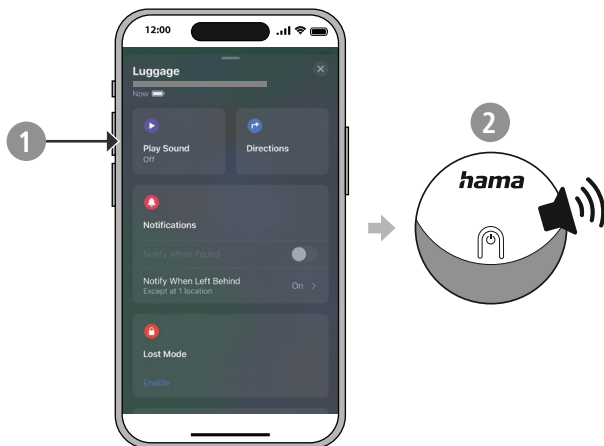 12:00
Luggage
Now
Play Sound
Off
Directions
Notifications
Notify When Found
Notify When Left Behind
Except at 1 location
On
Lost Mode
Enable
1
2
hama